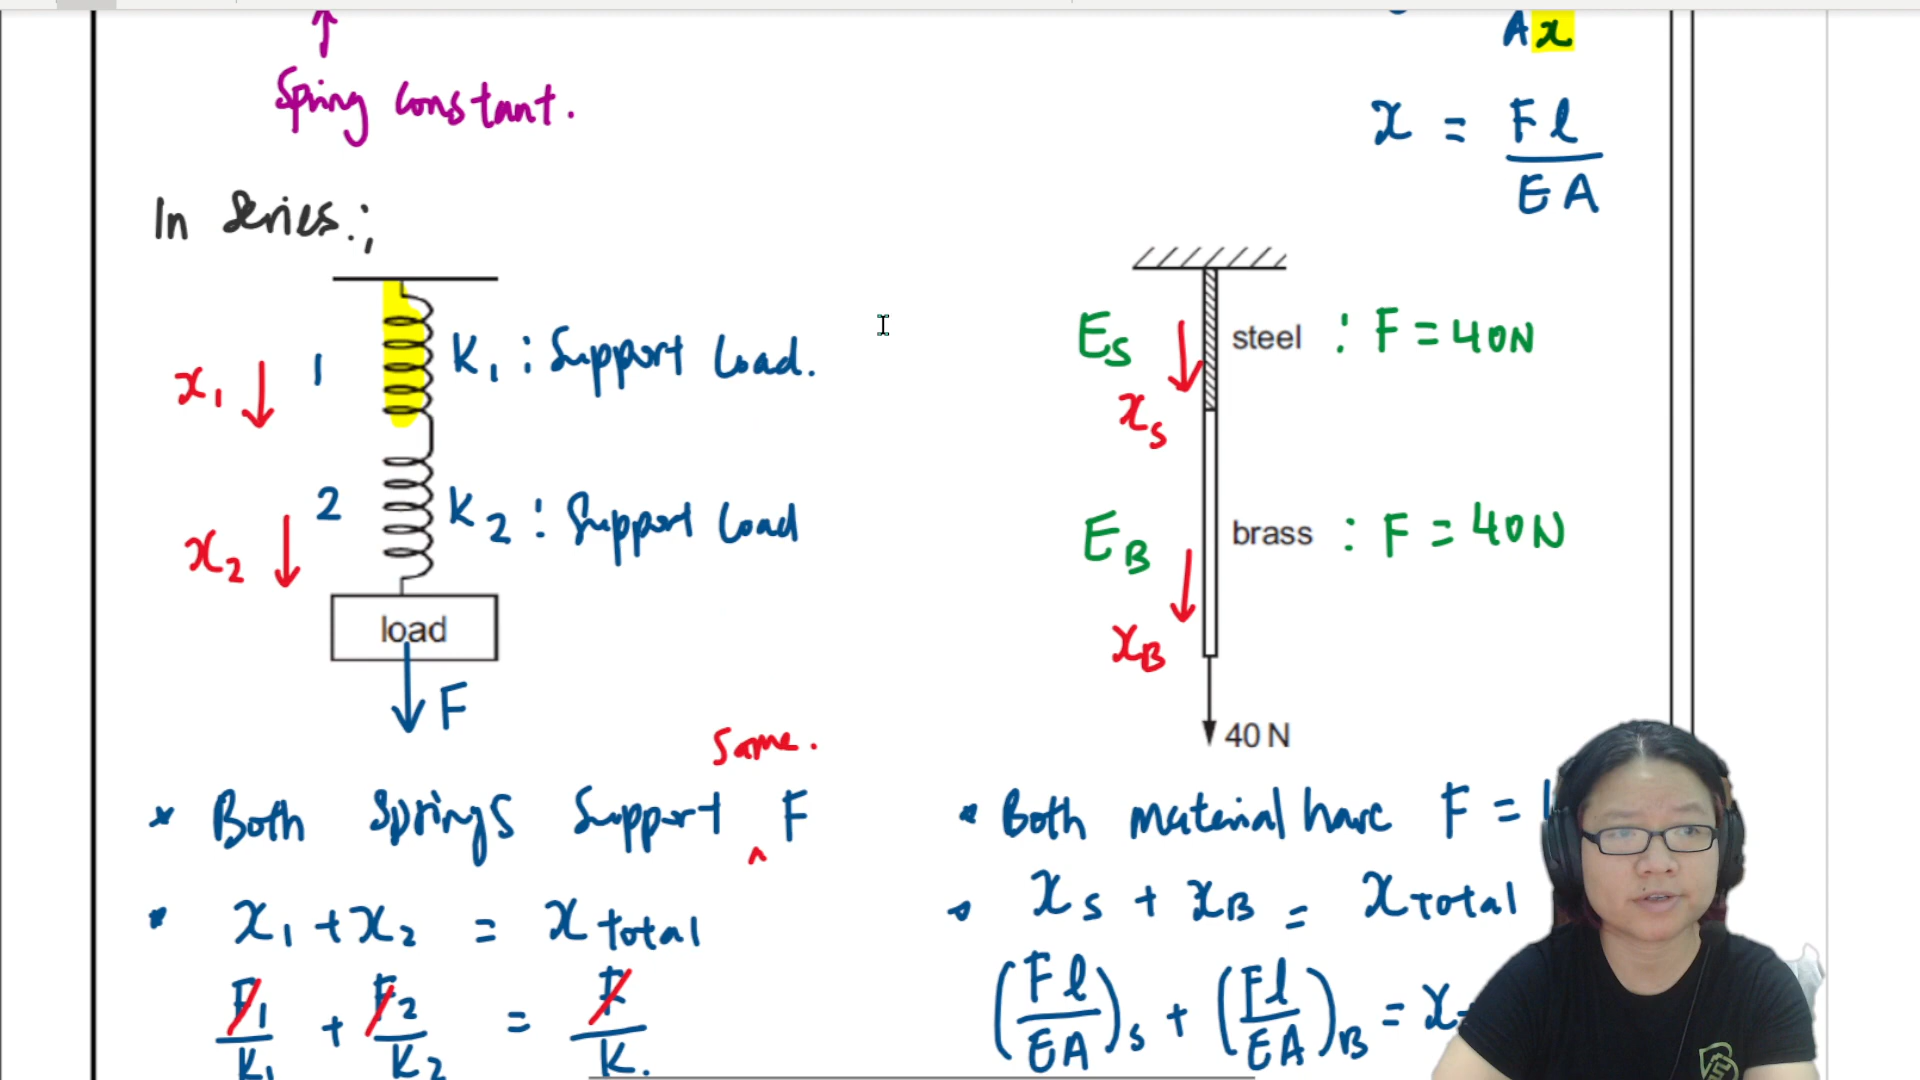 Spring constant.
In Series:;
x1 1 K1 : Support Load.
x2 2 K2 : Support Load
load
F
* Both Springs Support ^ same. F
• x1 + x2 = x total
F1/K1 + F2/K2 = F/K.
A x
x = Fl/EA
ES steel : F = 40N
xS
EB brass : F = 40N
xB
40 N
• Both material have F =
• xS + xB = x Total
(Fl/EA)S + (Fl/EA)B = x